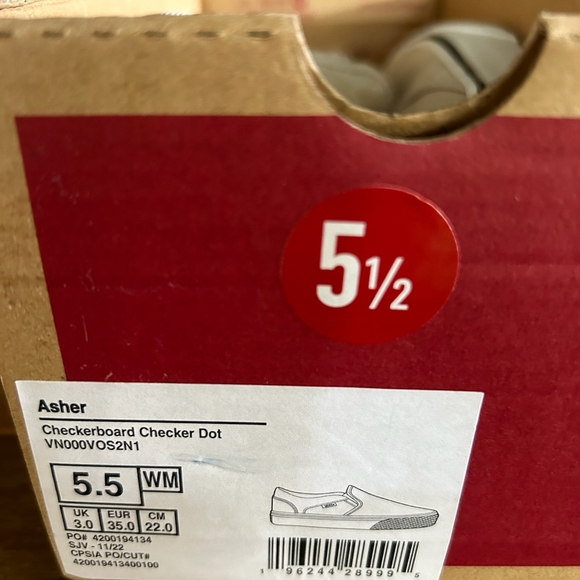 5½
Asher
Checkerboard Checker Dot
VN000VOS2N1
5.5 WM
UK EUR CM
3.0 35.0 22.0
PO# 4200194134
SJV - 11/22
CPSIA PO/CUT#
420019413400100
1 96244 28999 5